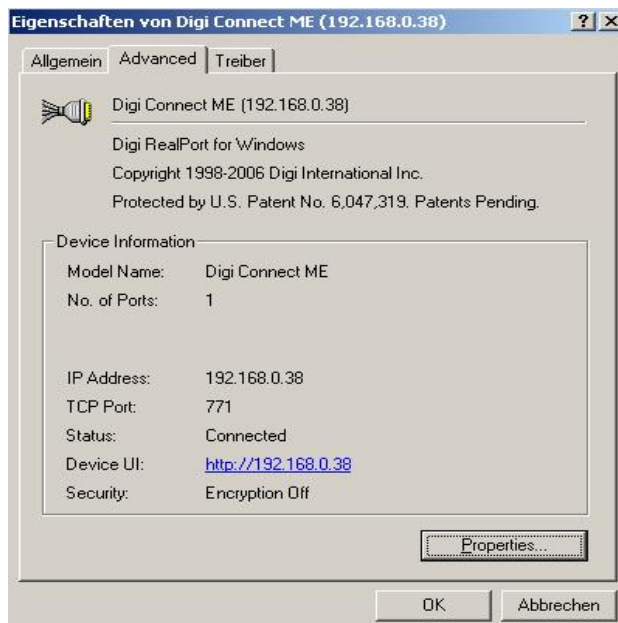 Eigenschaften von Digi Connect ME (192.168.0.38)
Allgemein Advanced Treiber
Digi Connect ME (192.168.0.38)
Digi RealPort for Windows
Copyright 1998-2006 Digi International Inc.
Protected by U.S. Patent No. 6,047,319. Patents Pending.
Device Information
Model Name: Digi Connect ME
No. of Ports: 1
IP Address: 192.168.0.38
TCP Port: 771
Status: Connected
Device UI: http://192.168.0.38
Security: Encryption Off
Properties...
OK Abbrechen